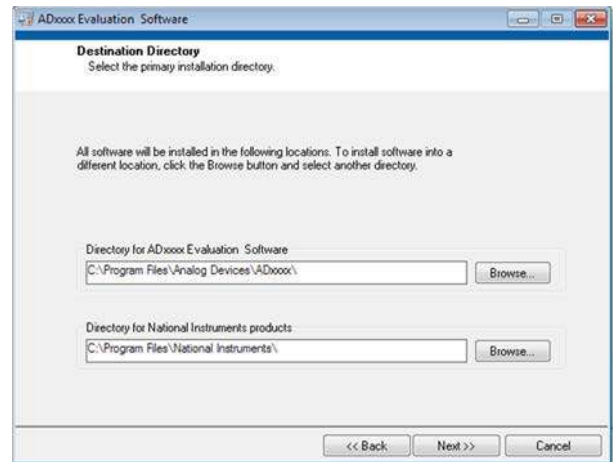 ADxxxx Evaluation Software
Destination Directory
Select the primary installation directory.
All software will be installed in the following locations. To install software into a
different location, click the Browse button and select another directory.
Directory for ADxxxx Evaluation Software
C:\Program Files\Analog Devices\ADxxxx\
Browse...
Directory for National Instruments products
C:\Program Files\National Instruments\
Browse...
<< Back
Next >>
Cancel